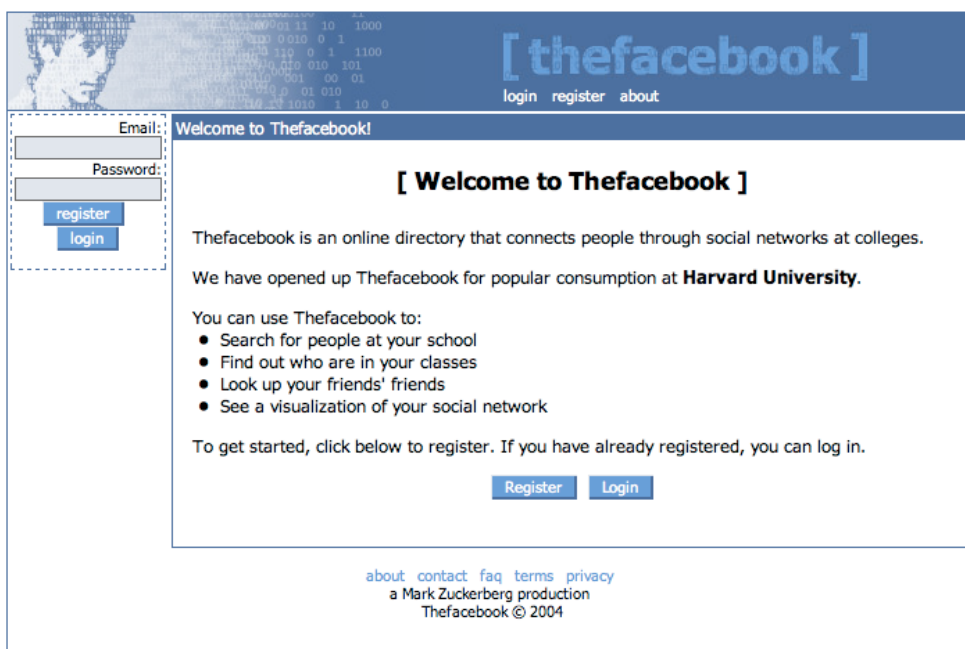 [ thefacebook ]
login register about
Email:
Password:
register
login
Welcome to Thefacebook!
[ Welcome to Thefacebook ]
Thefacebook is an online directory that connects people through social networks at colleges.
We have opened up Thefacebook for popular consumption at Harvard University.
You can use Thefacebook to:
• Search for people at your school
• Find out who are in your classes
• Look up your friends' friends
• See a visualization of your social network
To get started, click below to register. If you have already registered, you can log in.
Register Login
about contact faq terms privacy
a Mark Zuckerberg production
Thefacebook © 2004